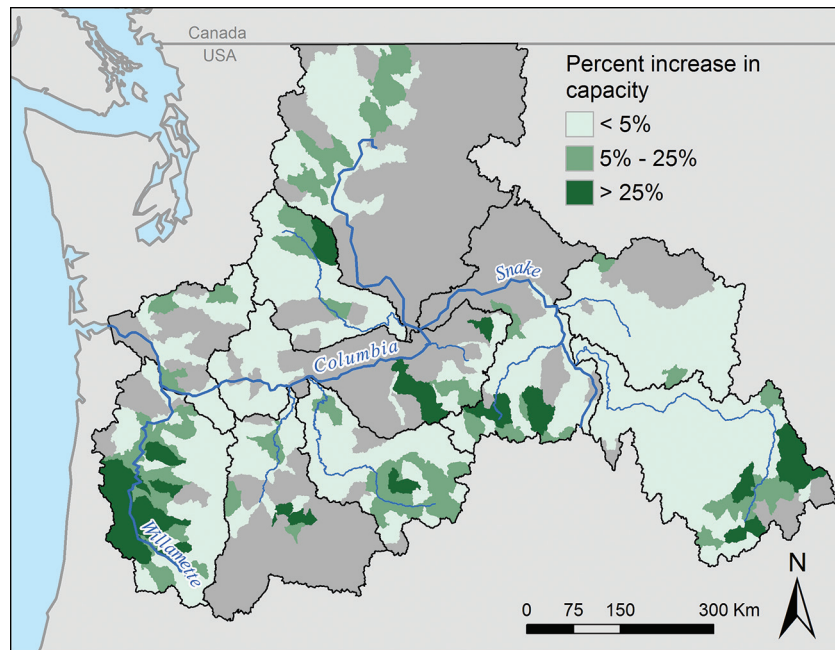 Canada
USA
Percent increase in
capacity
< 5%
5% - 25%
> 25%
Snake
Columbia
Willamette
N
0 75 150 300 Km